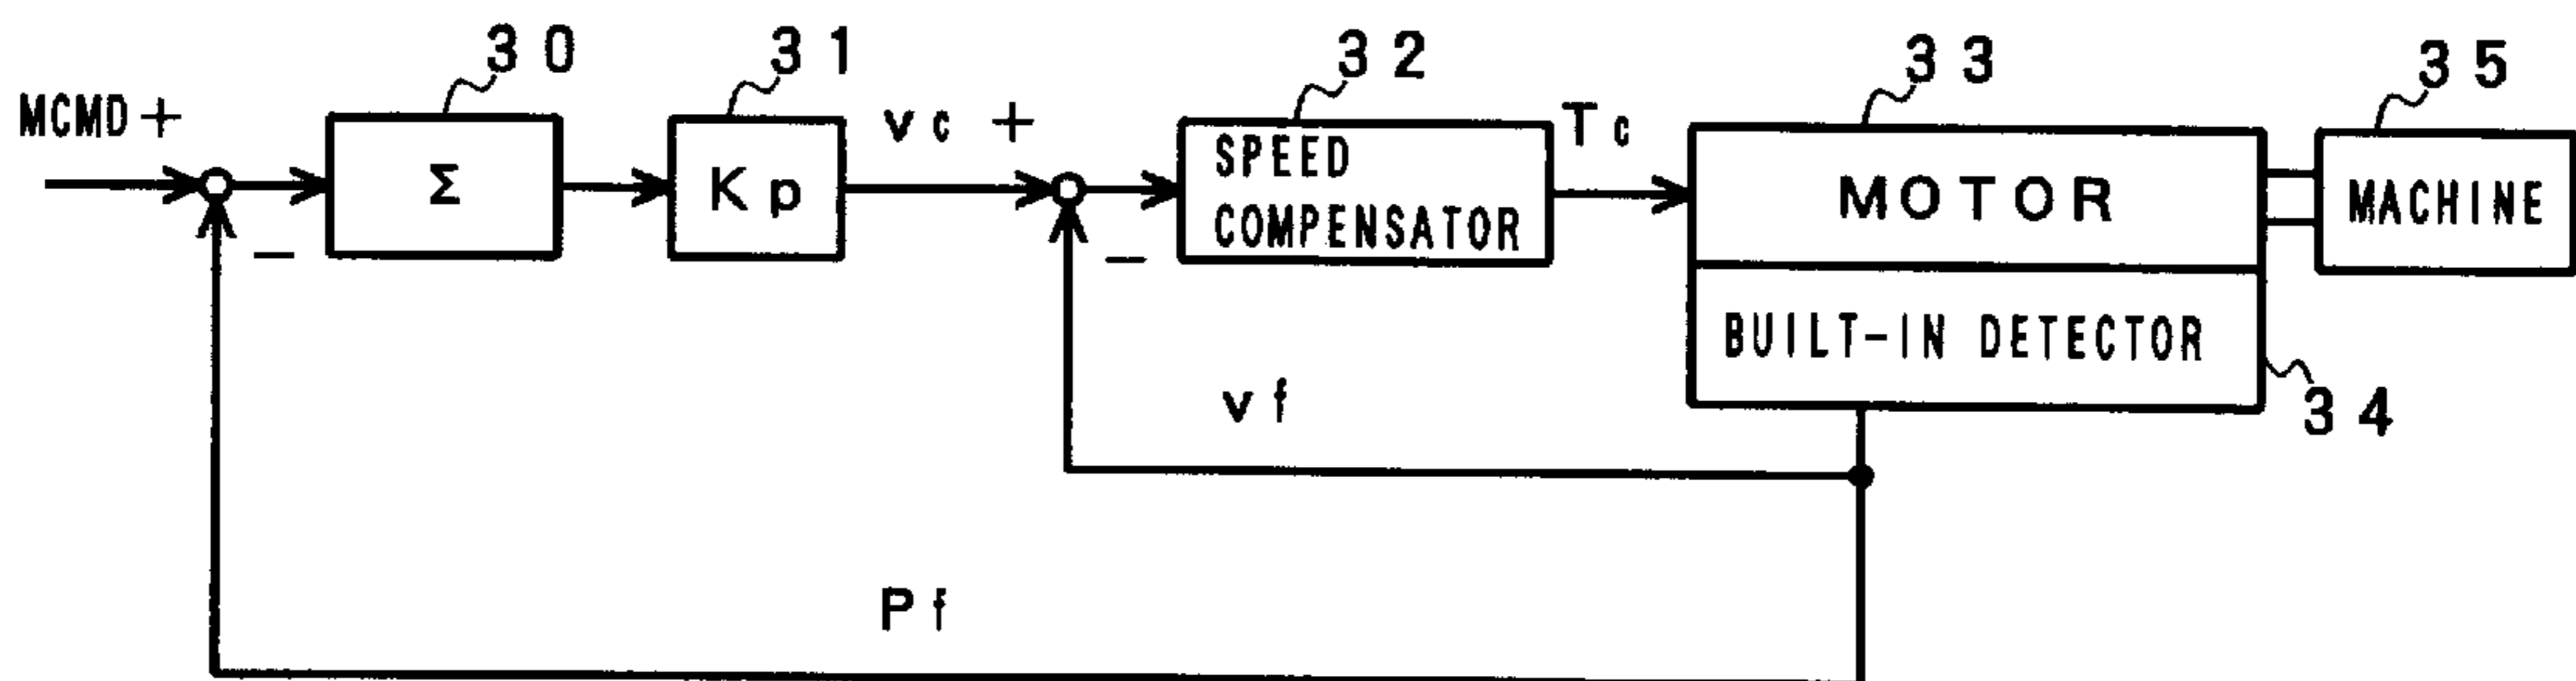 30
31
32
33
35
MCMD +
vc +
Tc
Σ
Kp
SPEED
COMPENSATOR
MOTOR
MACHINE
−
−
BUILT-IN DETECTOR
34
vf
Pf